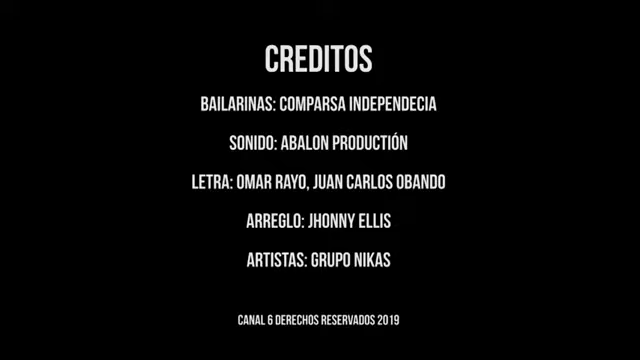 CREDITOS
BAILARINAS: COMPARSA INDEPENDECIA
SONIDO: ABALON PRODUCTIÓN
LETRA: OMAR RAYO, JUAN CARLOS OBANDO
ARREGLO: JHONNY ELLIS
ARTISTAS: GRUPO NIKAS
CANAL 6 DERECHOS RESERVADOS 2019